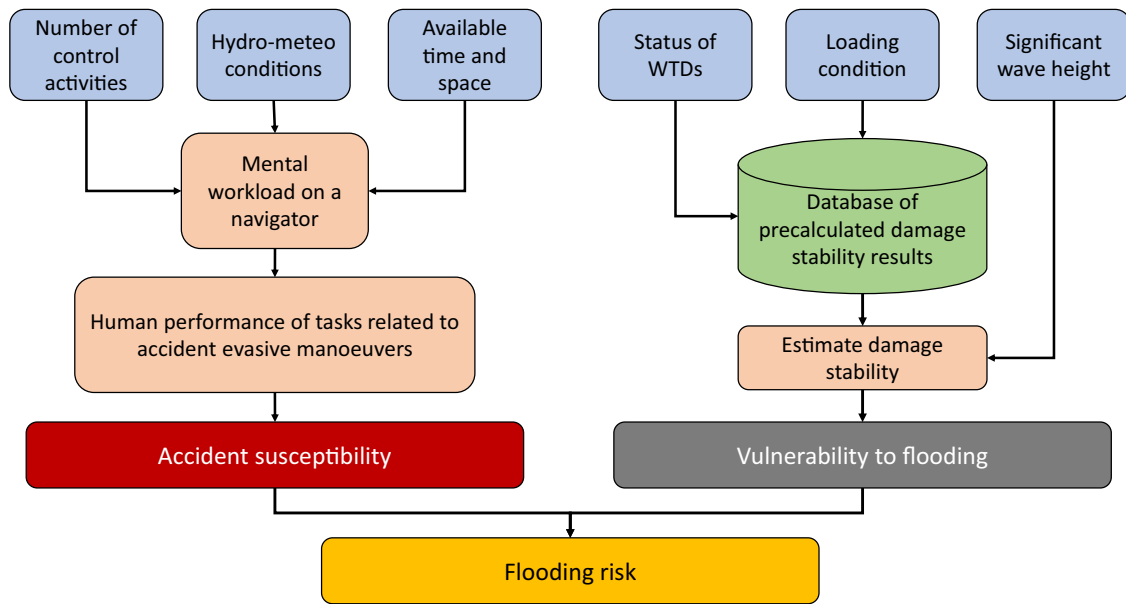 Number of
control
activities
Hydro-meteo
conditions
Available
time and
space
Status of
WTDs
Loading
condition
Significant
wave height
Mental
workload on a
navigator
Database of
precalculated damage
stability results
Human performance of tasks related to
accident evasive manoeuvers
Estimate damage
stability
Accident susceptibility
Vulnerability to flooding
Flooding risk